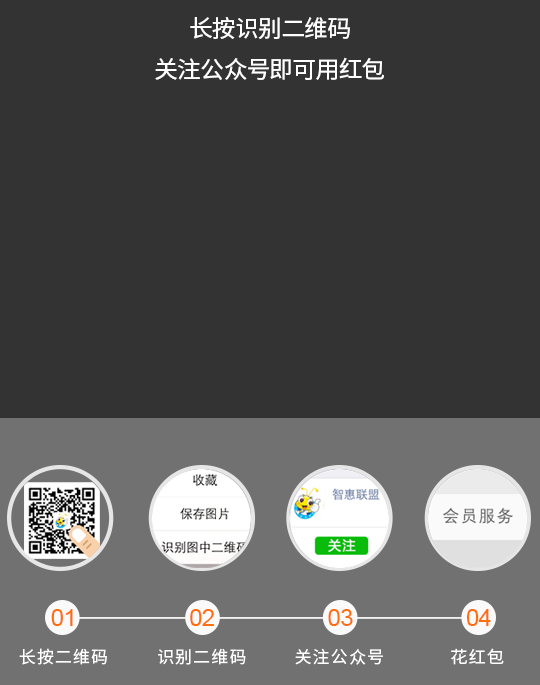 长按识别二维码
关注公众号即可用红包
收藏
保存图片
识别图中二维码
智惠联盟
关注
会员服务
01
02
03
04
长按二维码
识别二维码
关注公众号
花红包